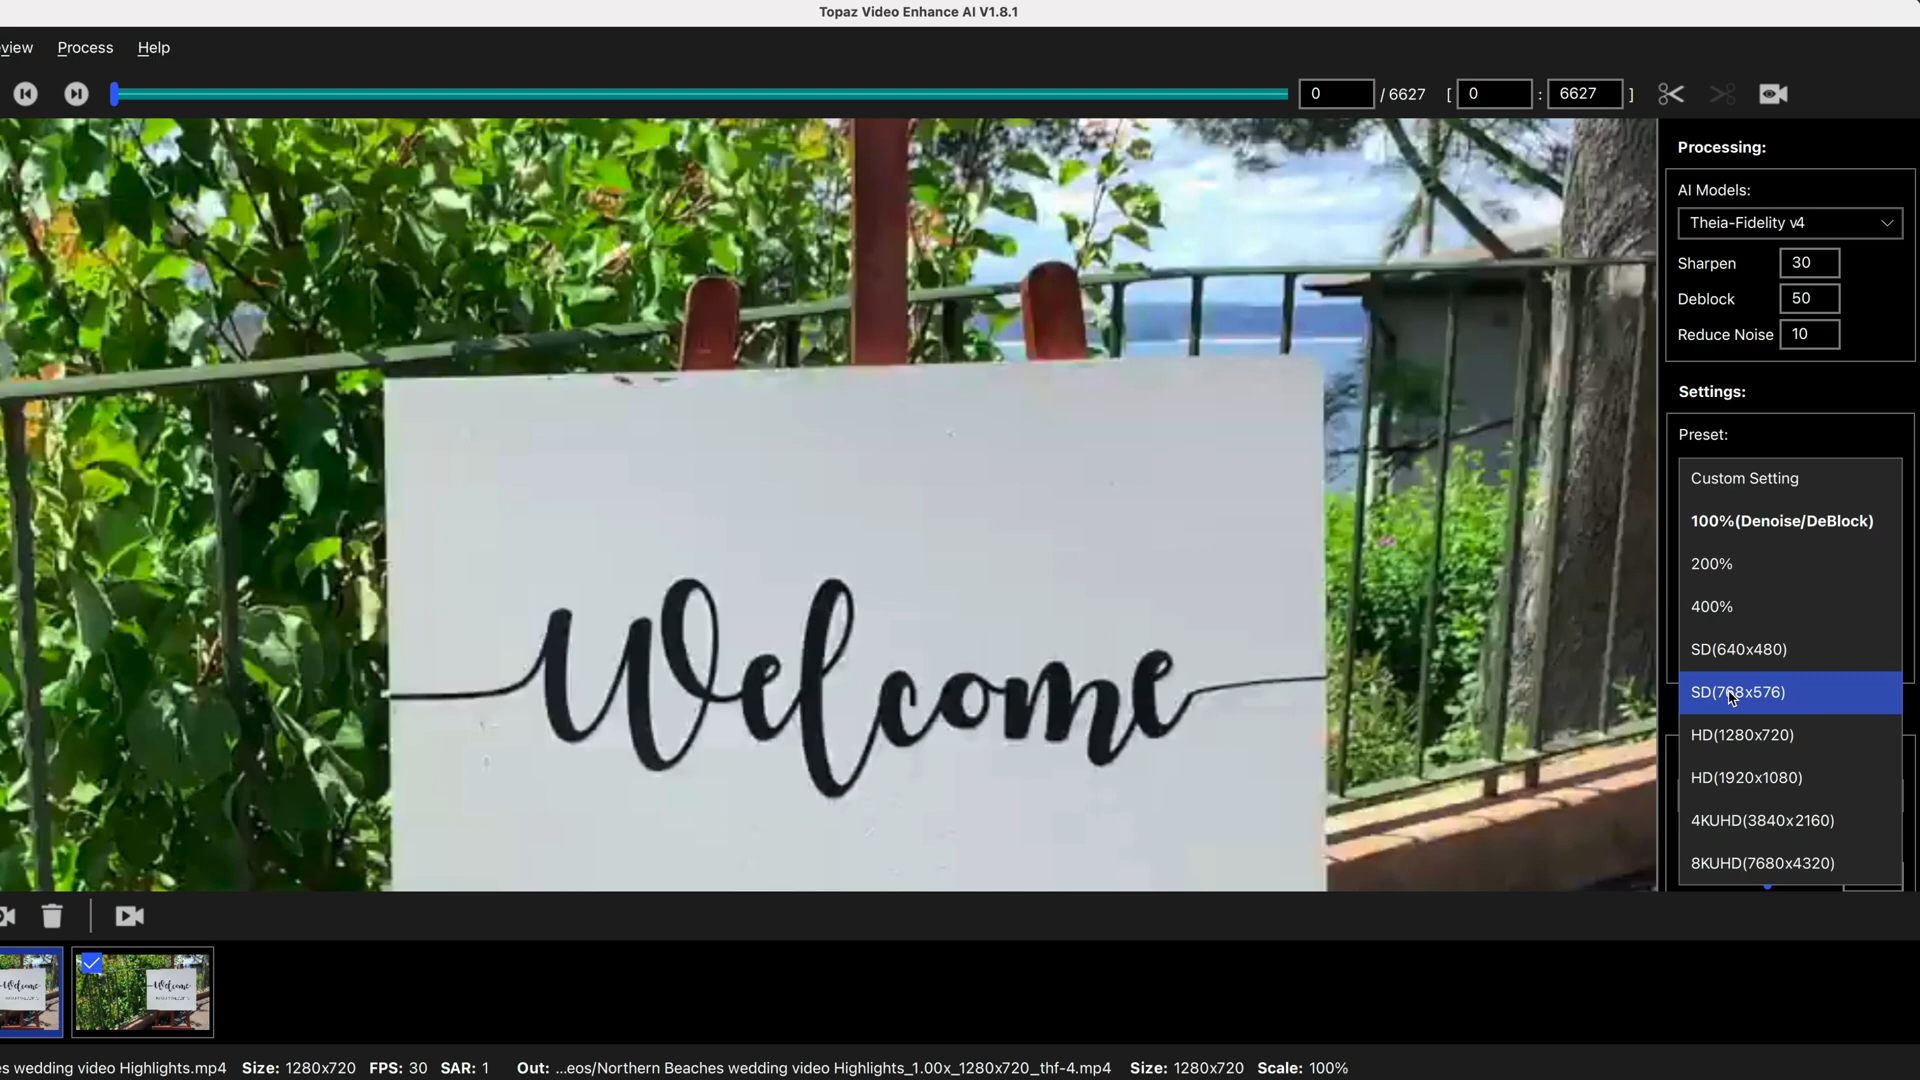 Topaz Video Enhance AI V1.8.1
view Process Help
0 / 6627 [ 0 : 6627 ]
Processing:
AI Models:
Theia-Fidelity v4
Sharpen 30
Deblock 50
Reduce Noise 10
Settings:
Preset:
Custom Setting
100%(Denoise/DeBlock)
200%
400%
SD(640x480)
SD(768x576)
HD(1280x720)
HD(1920x1080)
4KUHD(3840x2160)
8KUHD(7680x4320)
Welcome
Welcome
Welcome
es wedding video Highlights.mp4 Size: 1280x720 FPS: 30 SAR: 1 Out: ...eos/Northern Beaches wedding video Highlights_1.00x_1280x720_thf-4.mp4 Size: 1280x720 Scale: 100%